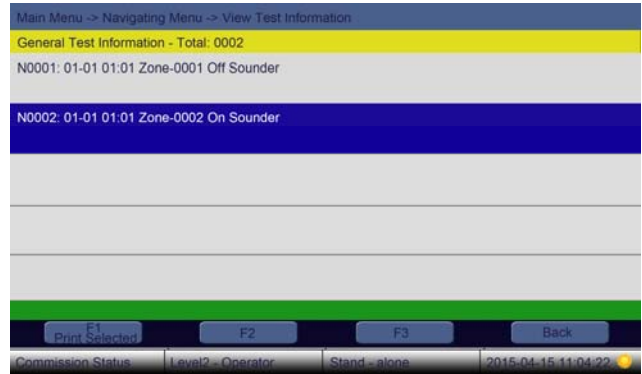 Main Menu -> Navigating Menu -> View Test Information
General Test Information - Total: 0002
N0001: 01-01 01:01 Zone-0001 Off Sounder
N0002: 01-01 01:01 Zone-0002 On Sounder
F1
Print Selected
F2
F3
Back
Commission Status
Level2 - Operator
Stand - alone
2015-04-15 11:04:22